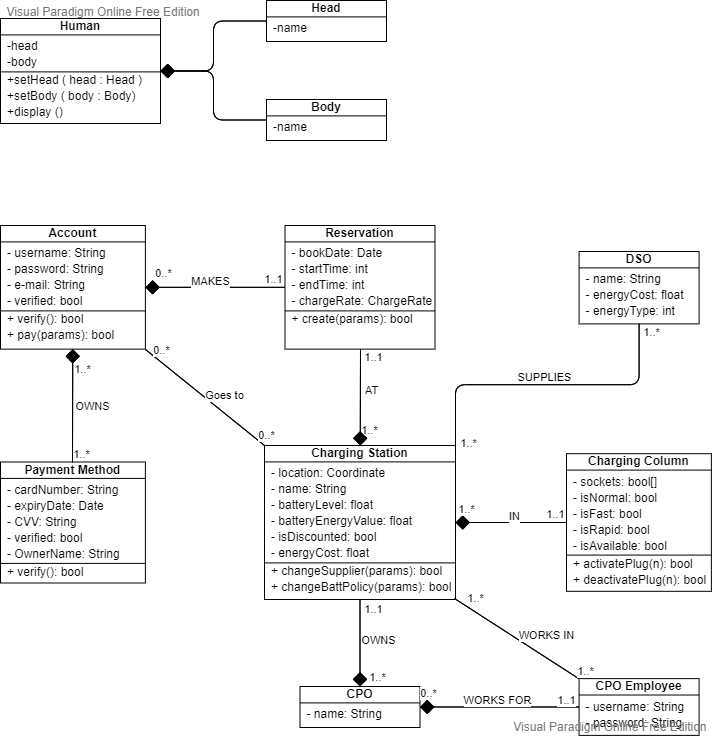 Visual Paradigm Online Free Edition
Human
-head
-body
+setHead ( head : Head )
+setBody ( body : Body)
+display ()
Head
-name
Body
-name
Account
- username: String
- password: String
- e-mail: String
- verified: bool
+ verify(): bool
+ pay(params): bool
0..*
MAKES
1..1
Reservation
- bookDate: Date
- startTime: int
- endTime: int
- chargeRate: ChargeRate
+ create(params): bool
DSO
- name: String
- energyCost: float
- energyType: int
1..*
SUPPLIES
1..*
0..*
Goes to
0..*
1..1
AT
1..*
1..*
OWNS
1..*
Payment Method
- cardNumber: String
- expiryDate: Date
- CVV: String
- verified: bool
- OwnerName: String
+ verify(): bool
Charging Station
- location: Coordinate
- name: String
- batteryLevel: float
- batteryEnergyValue: float
- isDiscounted: bool
- energyCost: float
+ changeSupplier(params): bool
+ changeBattPolicy(params): bool
1..*
IN
1..1
Charging Column
- sockets: bool[]
- isNormal: bool
- isFast: bool
- isRapid: bool
- isAvailable: bool
+ activatePlug(n): bool
+ deactivatePlug(n): bool
1..1
OWNS
1..*
1..*
WORKS IN
1..*
CPO
- name: String
0..*
WORKS FOR
1..1
CPO Employee
- username: String
- password: String
Visual Paradigm Online Free Edition